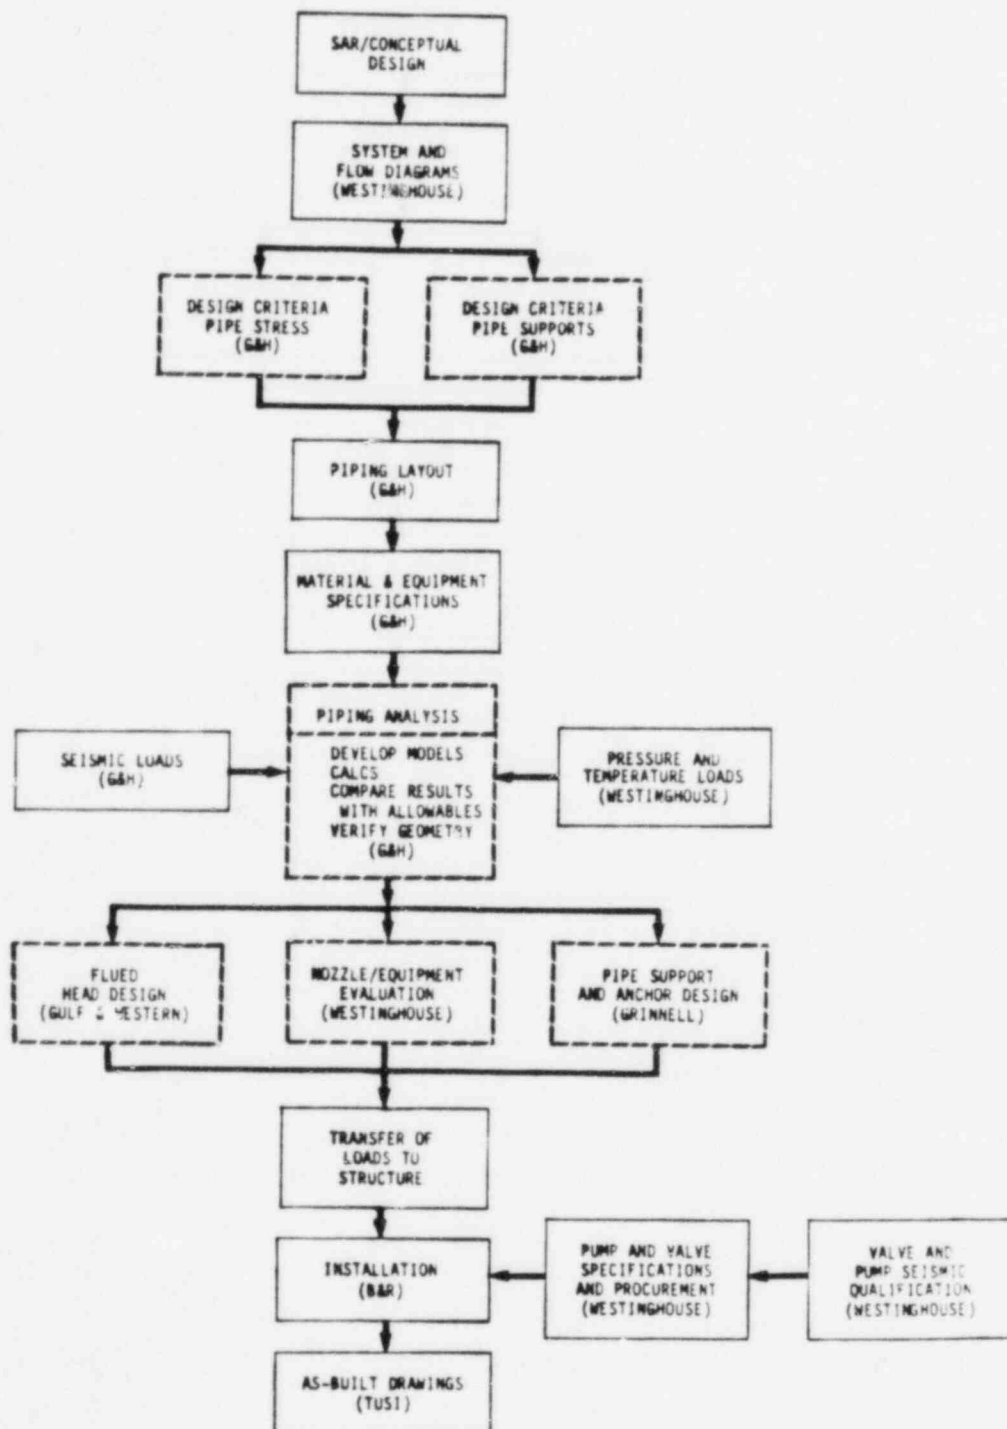 SAR/CONCEPTUAL
DESIGN
SYSTEM AND
FLOW DIAGRAMS
(WESTINGHOUSE)
DESIGN CRITERIA
PIPE STRESS
(G&H)
DESIGN CRITERIA
PIPE SUPPORTS
(G&H)
PIPING LAYOUT
(G&H)
MATERIAL & EQUIPMENT
SPECIFICATIONS
(G&H)
PIPING ANALYSIS
DEVELOP MODELS
CALCS
COMPARE RESULTS
WITH ALLOWABLES
VERIFY GEOMETRY
(G&H)
SEISMIC LOADS
(G&H)
PRESSURE AND
TEMPERATURE LOADS
(WESTINGHOUSE)
FLUED
HEAD DESIGN
(GULF & WESTERN)
NOZZLE/EQUIPMENT
EVALUATION
(WESTINGHOUSE)
PIPE SUPPORT
AND ANCHOR DESIGN
(GRINNELL)
TRANSFER OF
LOADS TO
STRUCTURE
INSTALLATION
(B&R)
PUMP AND VALVE
SPECIFICATIONS
AND PROCUREMENT
(WESTINGHOUSE)
VALVE AND
PUMP SEISMIC
QUALIFICATION
(WESTINGHOUSE)
AS-BUILT DRAWINGS
(TUSI)